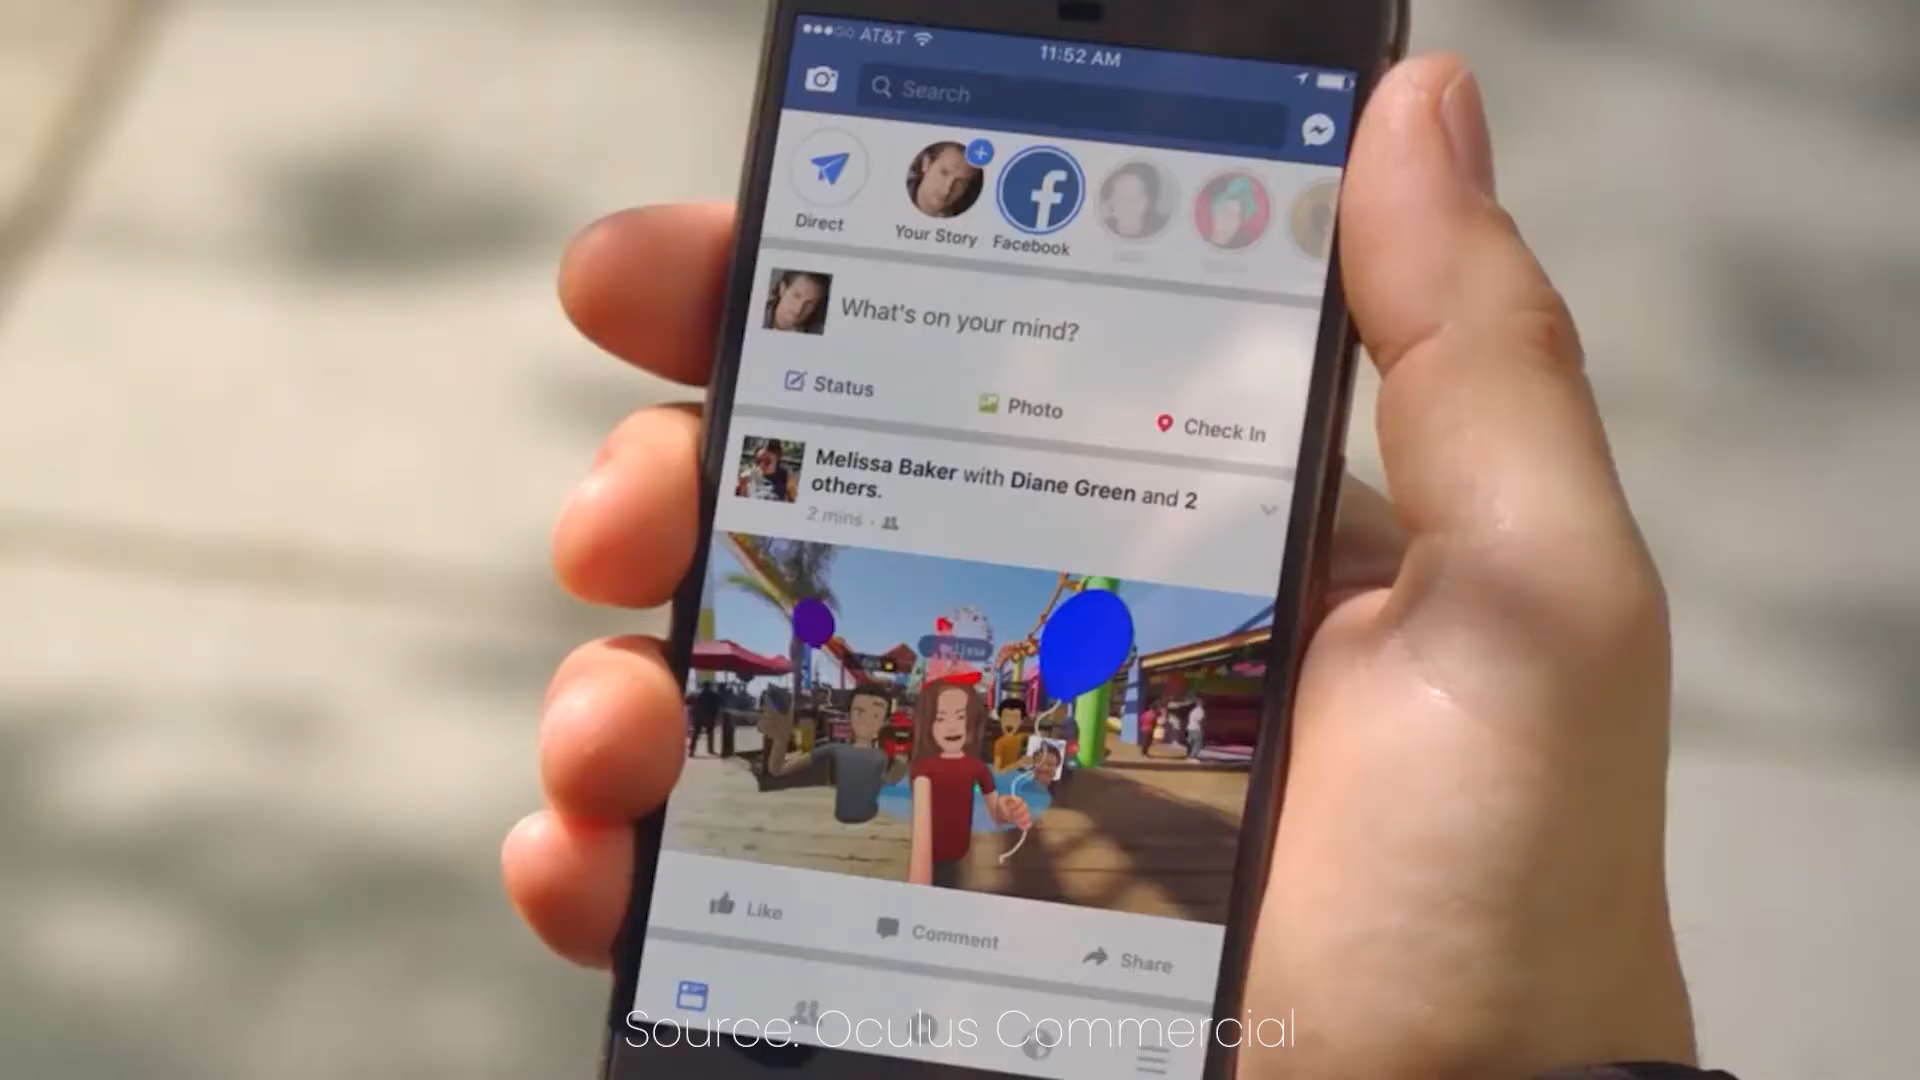 AT&T
11:52 AM
Search
Direct
Your Story
Facebook
What's on your mind?
Status
Photo
Check In
Melissa Baker with Diane Green and 2
others.
2 mins
Melissa
Like
Comment
Share
Source: Oculus Commercial